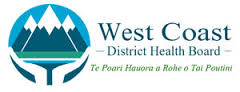 West Coast
District Health Board
Te Poari Hauora a Rohe o Tai Poutini